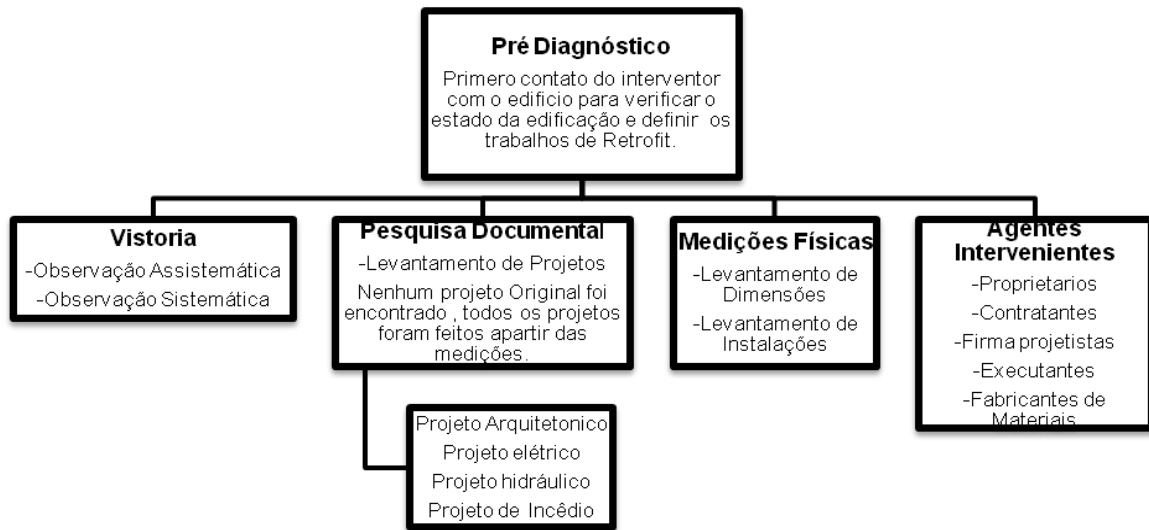 Pré Diagnóstico
Primero contato do interventor
com o edificio para verificar o
estado da edificação e definir os
trabalhos de Retrofit.
Vistoria
-Observação Assistemática
-Observação Sistemática
Pesquisa Documental
-Levantamento de Projetos
Nenhum projeto Original foi
encontrado , todos os projetos
foram feitos apartir das
medições.
Projeto Arquitetonico
Projeto elétrico
Projeto hidráulico
Projeto de Incêdio
Medições Físicas
-Levantamento de
Dimensões
-Levantamento de
Instalações
Agentes
Intervenientes
-Proprietarios
-Contratantes
-Firma projetistas
-Executantes
-Fabricantes de
Materiais